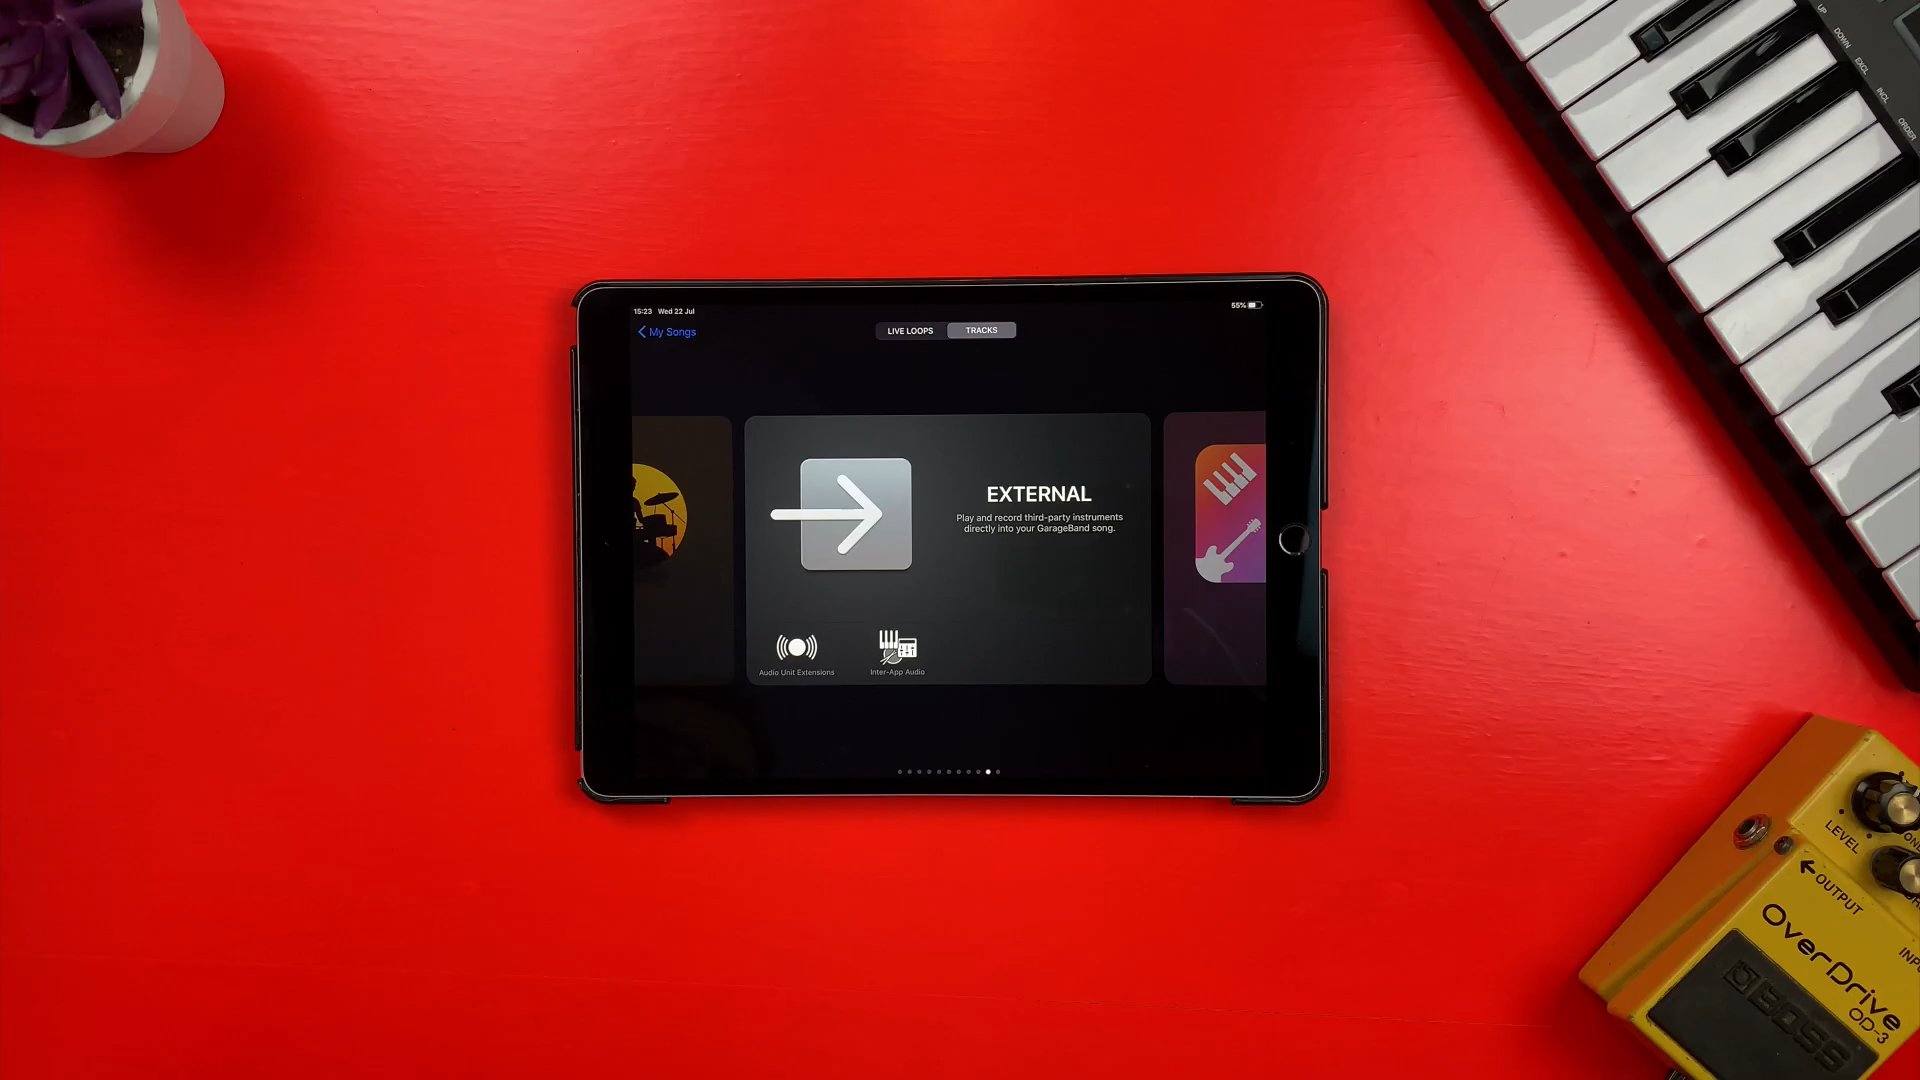 15:23 Wed 22 Jul
55%
My Songs
LIVE LOOPS
TRACKS
EXTERNAL
Play and record third-party instruments
directly into your GarageBand song.
Audio Unit Extensions
Inter-App Audio
UP
DOWN
EXCL
INCL
ORDER
LEVEL
OUTPUT
OverDrive
OD-3
BOSS